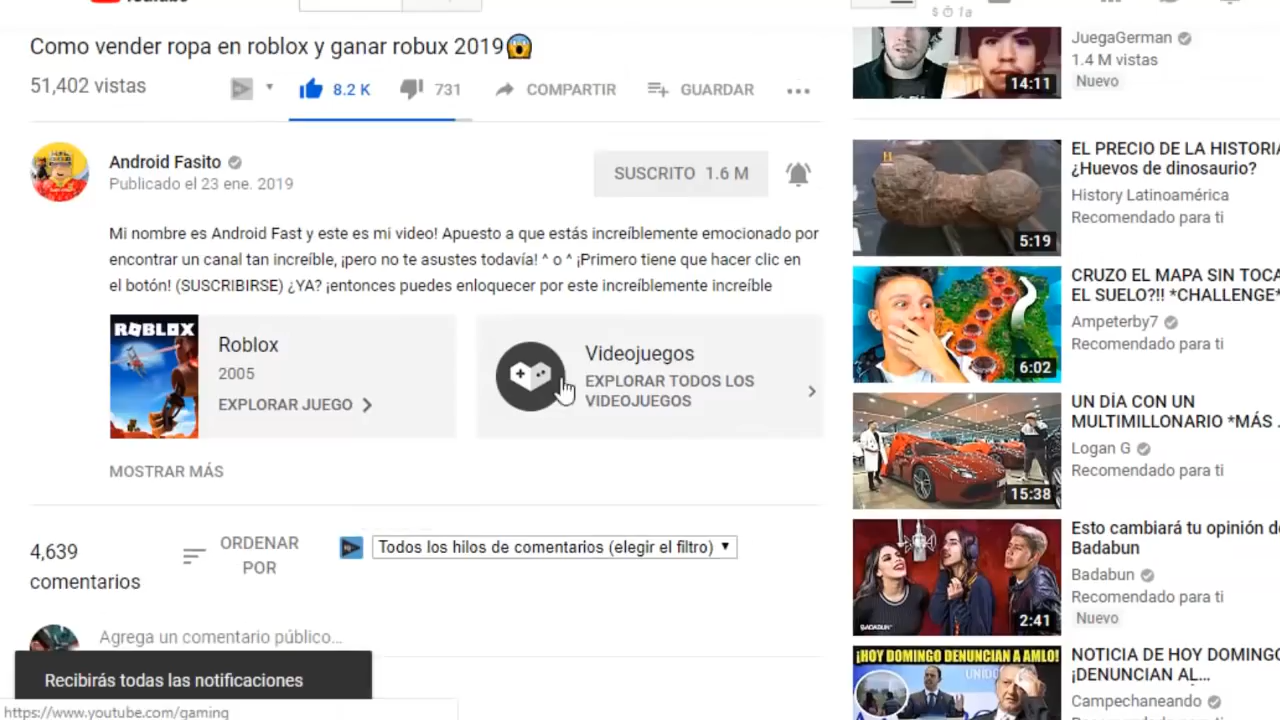 Como vender ropa en roblox y ganar robux 2019😱
51,402 vistas
8.2 K
731
COMPARTIR
GUARDAR
Android Fasito
Publicado el 23 ene. 2019
SUSCRITO 1.6 M
Mi nombre es Android Fast y este es mi video! Apuesto a que estás increíblemente emocionado por
encontrar un canal tan increíble, ¡pero no te asustes todavía! ^ o ^ ¡Primero tiene que hacer clic en
el botón! (SUSCRIBIRSE) ¿YA? ¡entonces puedes enloquecer por este increíblemente increíble
ROBLOX
Roblox
2005
EXPLORAR JUEGO
Videojuegos
EXPLORAR TODOS LOS
VIDEOJUEGOS
MOSTRAR MÁS
4,639
comentarios
ORDENAR
POR
Todos los hilos de comentarios (elegir el filtro)
Agrega un comentario público...
Recibirás todas las notificaciones
https://www.youtube.com/gaming
14:11
JuegaGerman
1.4 M vistas
Nuevo
H
5:19
EL PRECIO DE LA HISTORIA
¿Huevos de dinosaurio?
History Latinoamérica
Recomendado para ti
6:02
CRUZO EL MAPA SIN TOCA
EL SUELO?!! *CHALLENGE*
Ampeterby7
Recomendado para ti
15:38
UN DÍA CON UN
MULTIMILLONARIO *MÁS
Logan G
Recomendado para ti
BADABUN
2:41
Esto cambiará tu opinión de
Badabun
Badabun
Recomendado para ti
Nuevo
¡HOY DOMINGO DENUNCIAN A AMLO!
NOTICIA DE HOY DOMINGO
¡DENUNCIAN AL...
Campechaneando